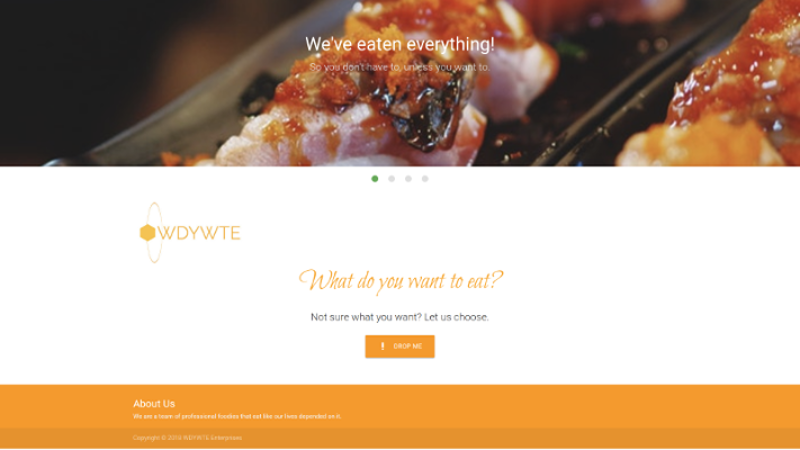 We've eaten everything!
So you don't have to, unless you want to.
WDYWTE
What do you want to eat?
Not sure what you want? Let us choose.
DROP ME
About Us
We are a team of professional foodies that eat like our lives depended on it.
Copyright © 2016 WDYWTE Enterprises